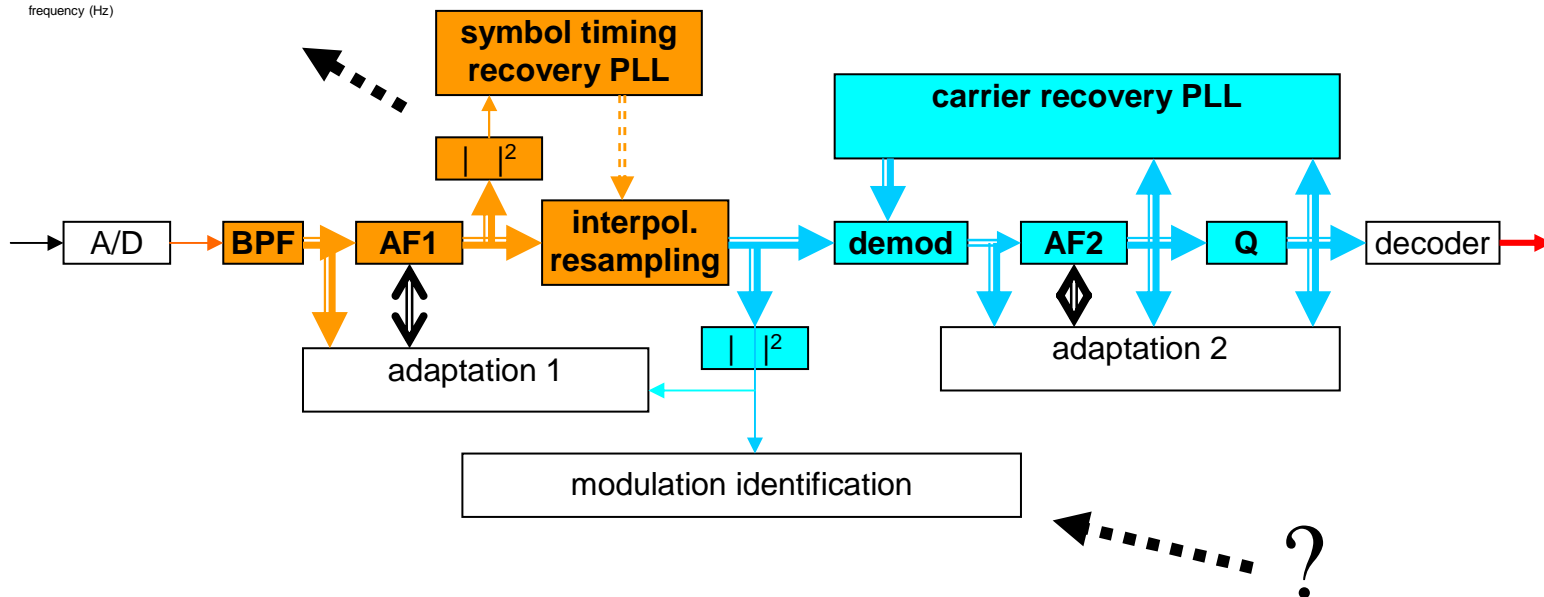 frequency (Hz)
symbol timing
recovery PLL
carrier recovery PLL
| |²
A/D
BPF
AF1
interpol.
resampling
demod
AF2
Q
decoder
| |²
adaptation 1
adaptation 2
modulation identification
?